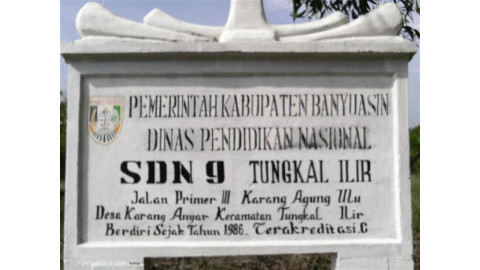 PEMERINTAH KABUPATEN BANYUASIN
DINAS PENDIDIKAN NASIONAL
SDN 9 TUNGKAL ILIR
Jalan Primer III Karang Agung Ulu
Desa Karang Anyar Kecamatan Tungkal Ilir
Berdiri Sejak Tahun 1986. Terakreditasi.C